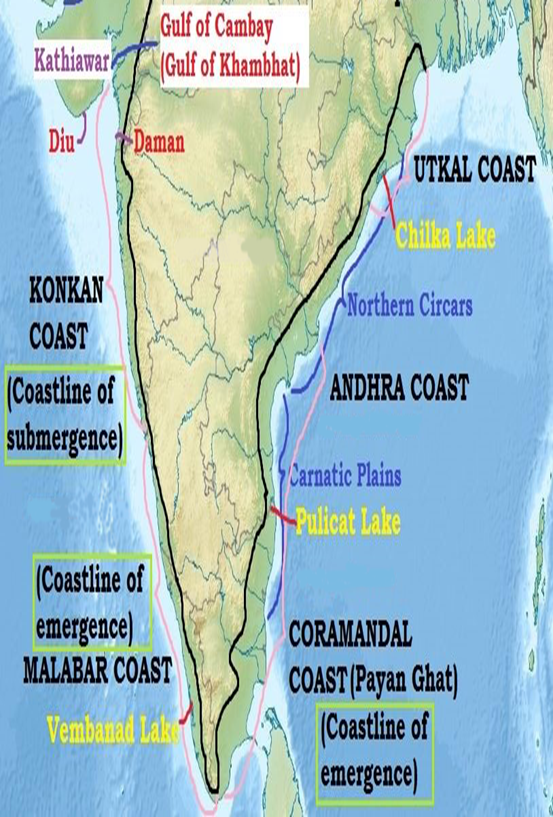 Gulf of Cambay
(Gulf of Khambhat)
Kathiawar
Diu
Daman
UTKAL COAST
Chilka Lake
KONKAN
COAST
Northern Circars
(Coastline of
submergence)
ANDHRA COAST
Carnatic Plains
Pulicat Lake
(Coastline of
emergence)
MALABAR COAST
CORAMANDAL
COAST(Payan Ghat)
Vembanad Lake
(Coastline of
emergence)